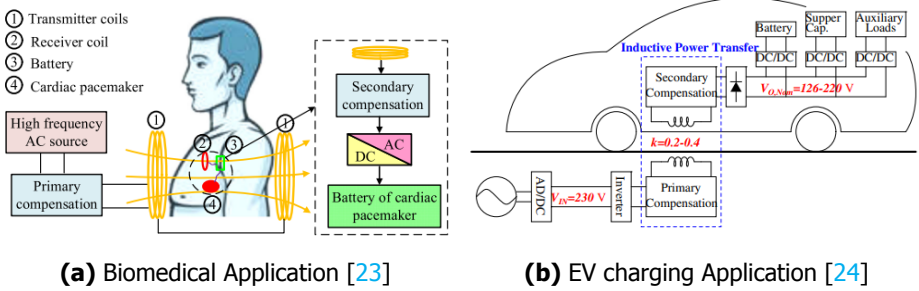 ① Transmitter coils
② Receiver coil
③ Battery
④ Cardiac pacemaker
High frequency
AC source
Primary
compensation
①
②
③
④
①
Secondary
compensation
AC
DC
Battery of cardiac
pacemaker
(a) Biomedical Application [23]
Battery
Supper
Cap.
Auxiliary
Loads
Inductive Power Transfer
DC/DC
DC/DC
DC/DC
Secondary
Compensation
VO,Nom=126-220 V
k=0.2-0.4
AD/DC
VIN=230 V
Inverter
Primary
Compensation
(b) EV charging Application [24]